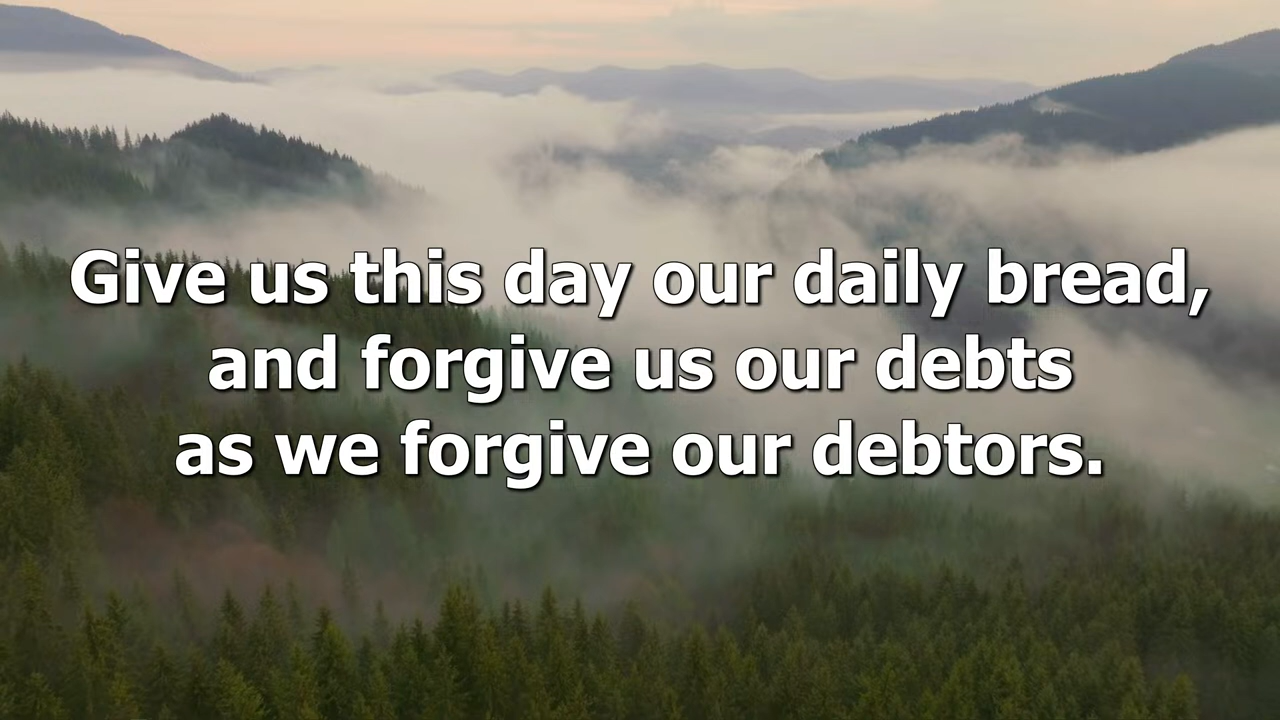 Give us this day our daily bread,
and forgive us our debts
as we forgive our debtors.